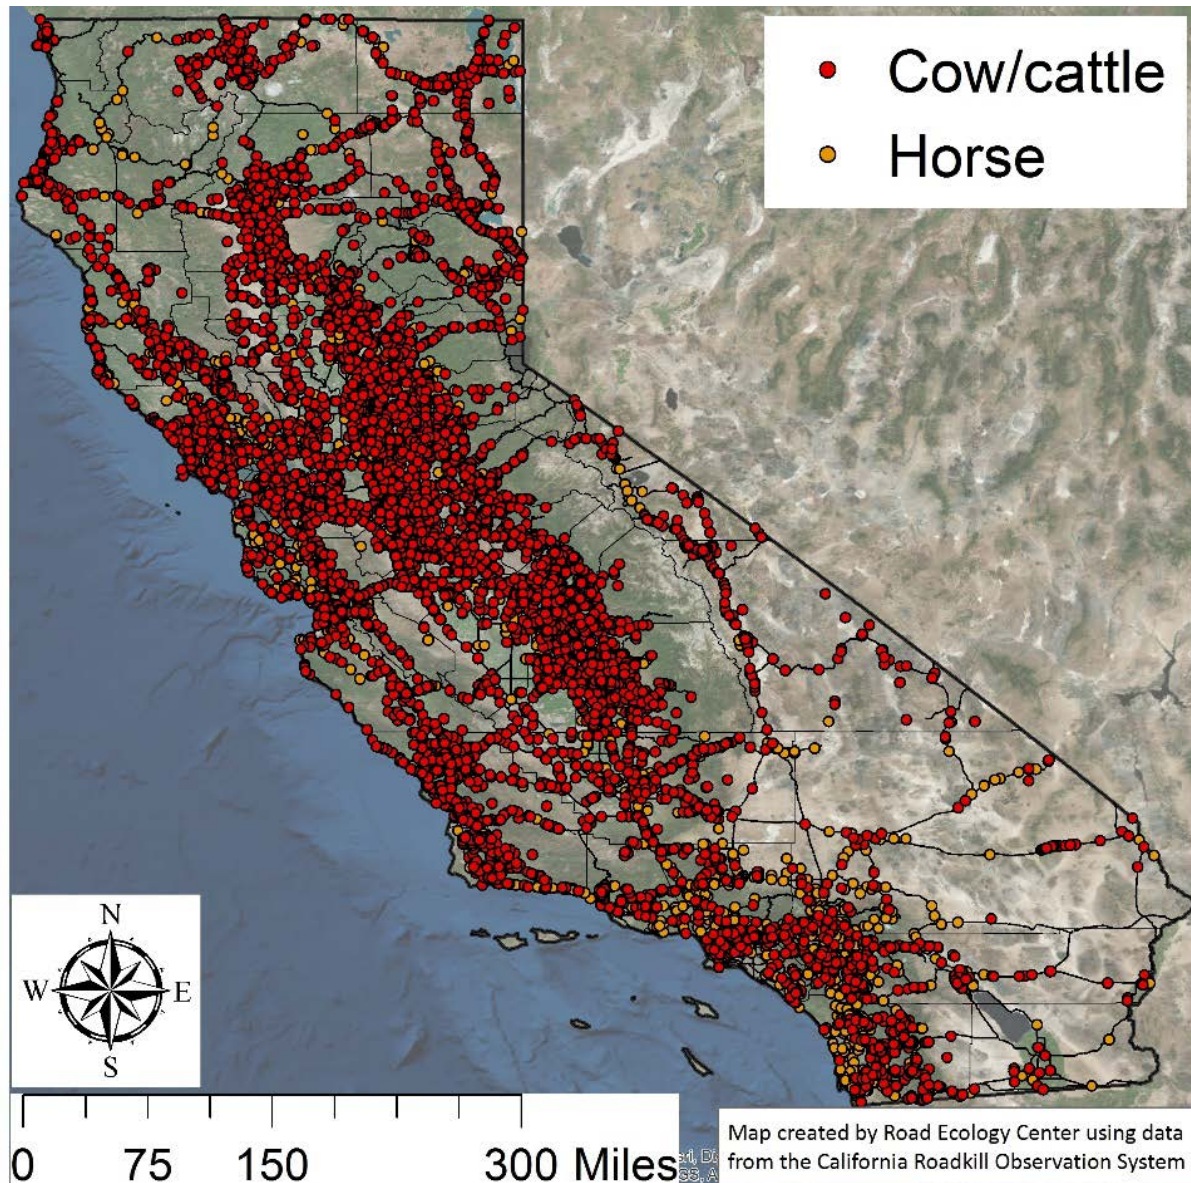 Cow/cattle
Horse
N
W E
S
0 75 150 300 Miles
Map created by Road Ecology Center using data
from the California Roadkill Observation System